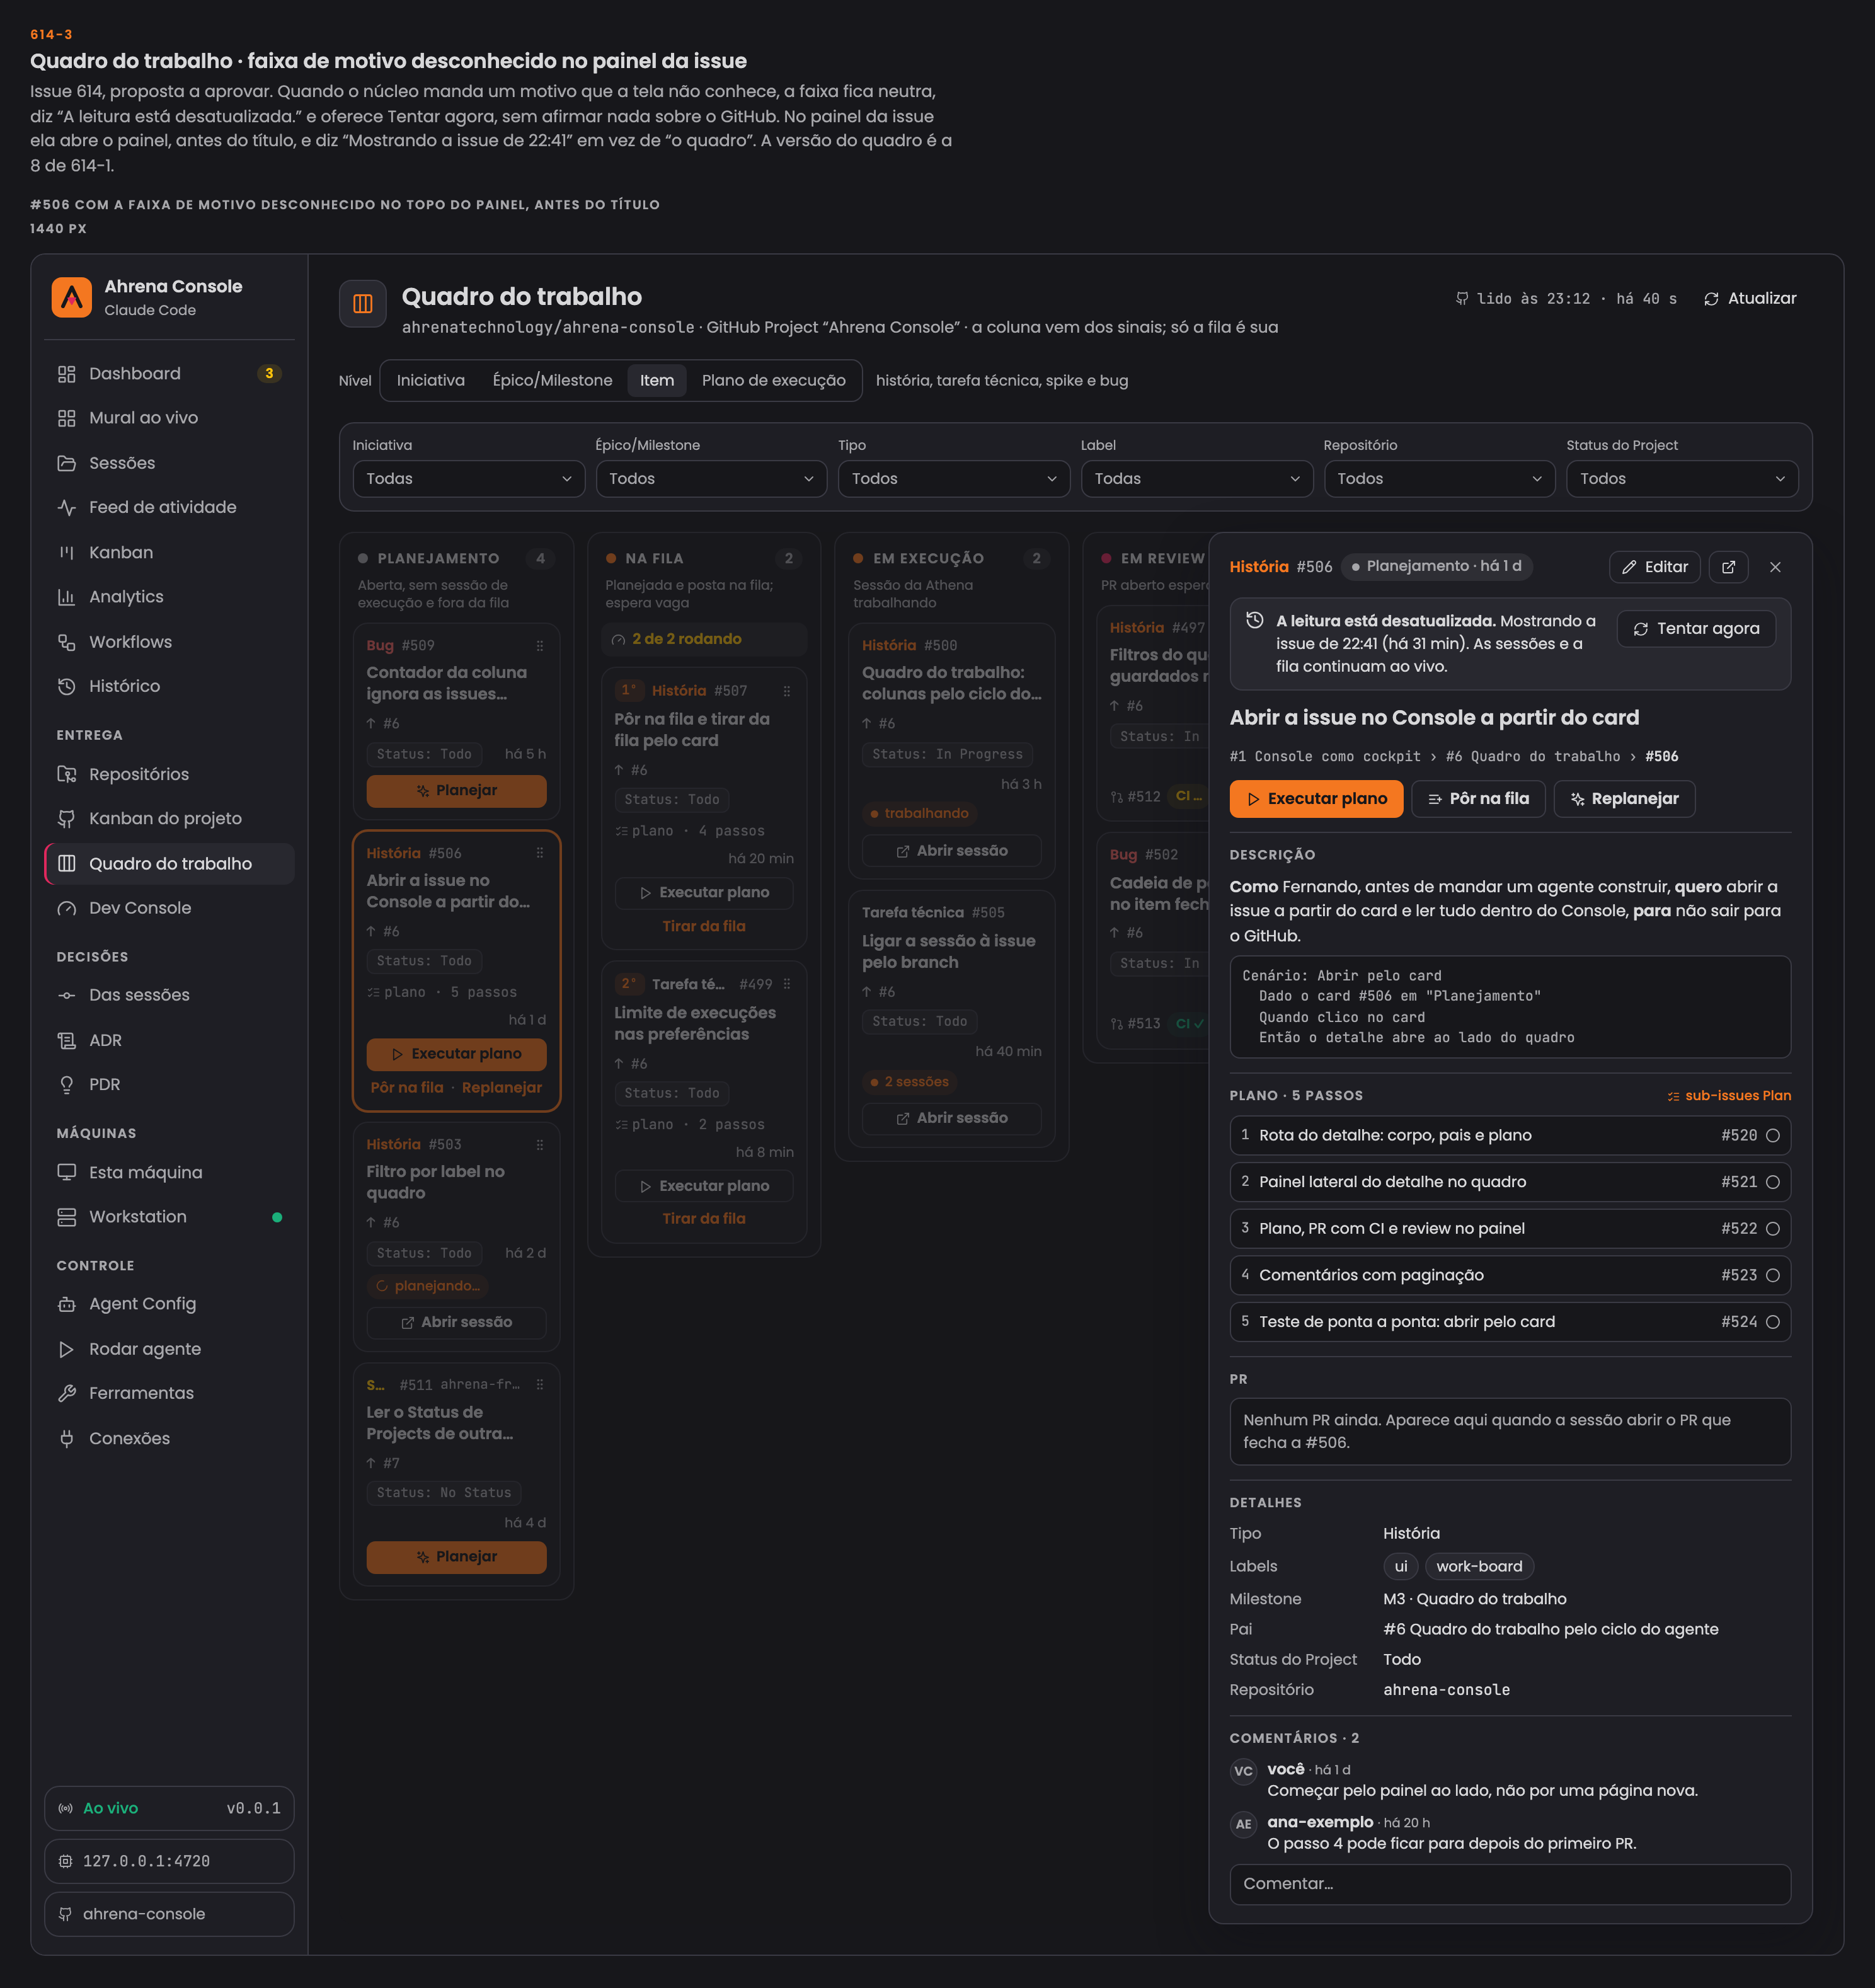 614-3
Quadro do trabalho · faixa de motivo desconhecido no painel da issue
Issue 614, proposta a aprovar. Quando o núcleo manda um motivo que a tela não conhece, a faixa fica neutra,
diz “A leitura está desatualizada.” e oferece Tentar agora, sem afirmar nada sobre o GitHub. No painel da issue
ela abre o painel, antes do título, e diz “Mostrando a issue de 22:41” em vez de “o quadro”. A versão do quadro é a
8 de 614-1.
#506 COM A FAIXA DE MOTIVO DESCONHECIDO NO TOPO DO PAINEL, ANTES DO TÍTULO
1440 PX
Ahrena Console
Claude Code
Dashboard 3
Mural ao vivo
Sessões
Feed de atividade
Kanban
Analytics
Workflows
Histórico
ENTREGA
Repositórios
Kanban do projeto
Quadro do trabalho
Dev Console
DECISÕES
Das sessões
ADR
PDR
MÁQUINAS
Esta máquina
Workstation
CONTROLE
Agent Config
Rodar agente
Ferramentas
Conexões
Ao vivo v0.0.1
127.0.0.1:4720
ahrena-console
Quadro do trabalho
ahrenatechnology/ahrena-console · GitHub Project “Ahrena Console” · a coluna vem dos sinais; só a fila é sua
lido às 23:12 · há 40 s Atualizar
Nível Iniciativa Épico/Milestone Item Plano de execução história, tarefa técnica, spike e bug
Iniciativa Épico/Milestone Tipo Label Repositório Status do Project
Todas Todos Todos Todas Todos Todos
PLANEJAMENTO 4
Aberta, sem sessão de
execução e fora da fila
Bug #509
Contador da coluna
ignora as issues…
↑ #6
Status: Todo há 5 h
Planejar
História #506
Abrir a issue no
Console a partir do…
↑ #6
Status: Todo
plano · 5 passos
há 1 d
Executar plano
Pôr na fila · Replanejar
História #503
Filtro por label no
quadro
↑ #6
Status: Todo há 2 d
planejando…
Abrir sessão
S… #511 ahrena-fr…
Ler o Status de
Projects de outra…
↑ #7
Status: No Status
há 4 d
Planejar
NA FILA 2
Planejada e posta na fila;
espera vaga
2 de 2 rodando
1º História #507
Pôr na fila e tirar da
fila pelo card
↑ #6
Status: Todo
plano · 4 passos
há 20 min
Executar plano
Tirar da fila
2º Tarefa té… #499
Limite de execuções
nas preferências
↑ #6
Status: Todo
plano · 2 passos
há 8 min
Executar plano
Tirar da fila
EM EXECUÇÃO 2
Sessão da Athena
trabalhando
História #500
Quadro do trabalho:
colunas pelo ciclo do…
↑ #6
Status: In Progress
há 3 h
trabalhando
Abrir sessão
Tarefa técnica #505
Ligar a sessão à issue
pelo branch
↑ #6
Status: Todo
há 40 min
2 sessões
Abrir sessão
EM REVIEW
PR aberto esper
História #497
Filtros do qu
guardados r
↑ #6
Status: In
#512 CI …
Bug #502
Cadeia de p
no item fech
↑ #6
Status: In
#513 CI ✓
História #506 Planejamento · há 1 d Editar
A leitura está desatualizada. Mostrando a
issue de 22:41 (há 31 min). As sessões e a
fila continuam ao vivo.
Tentar agora
Abrir a issue no Console a partir do card
#1 Console como cockpit › #6 Quadro do trabalho › #506
Executar plano Pôr na fila Replanejar
DESCRIÇÃO
Como Fernando, antes de mandar um agente construir, quero abrir a
issue a partir do card e ler tudo dentro do Console, para não sair para
o GitHub.
Cenário: Abrir pelo card
Dado o card #506 em "Planejamento"
Quando clico no card
Então o detalhe abre ao lado do quadro
PLANO · 5 PASSOS sub-issues Plan
1 Rota do detalhe: corpo, pais e plano #520
2 Painel lateral do detalhe no quadro #521
3 Plano, PR com CI e review no painel #522
4 Comentários com paginação #523
5 Teste de ponta a ponta: abrir pelo card #524
PR
Nenhum PR ainda. Aparece aqui quando a sessão abrir o PR que
fecha a #506.
DETALHES
Tipo História
Labels ui work-board
Milestone M3 · Quadro do trabalho
Pai #6 Quadro do trabalho pelo ciclo do agente
Status do Project Todo
Repositório ahrena-console
COMENTÁRIOS · 2
VC você · há 1 d
Começar pelo painel ao lado, não por uma página nova.
AE ana-exemplo · há 20 h
O passo 4 pode ficar para depois do primeiro PR.
Comentar…